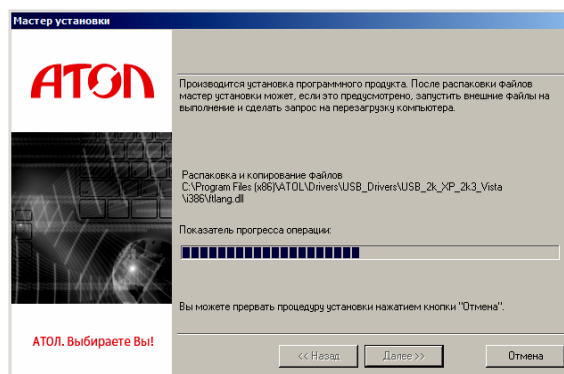 Мастер установки
АТОЛ
Производится установка программного продукта. После распаковки файлов
мастер установки может, если это предусмотрено, запустить внешние файлы на
выполнение и сделать запрос на перезагрузку компьютера.
Распаковка и копирование файлов
C:\Program Files (x86)\ATOL\Drivers\USB_Drivers\USB_2k_XP_2k3_Vista
\i386\ftlang.dll
Показатель прогресса операции:
Вы можете прервать процедуру установки нажатием кнопки "Отмена".
АТОЛ. Выбираете Вы!
<< Назад
Далее >>
Отмена